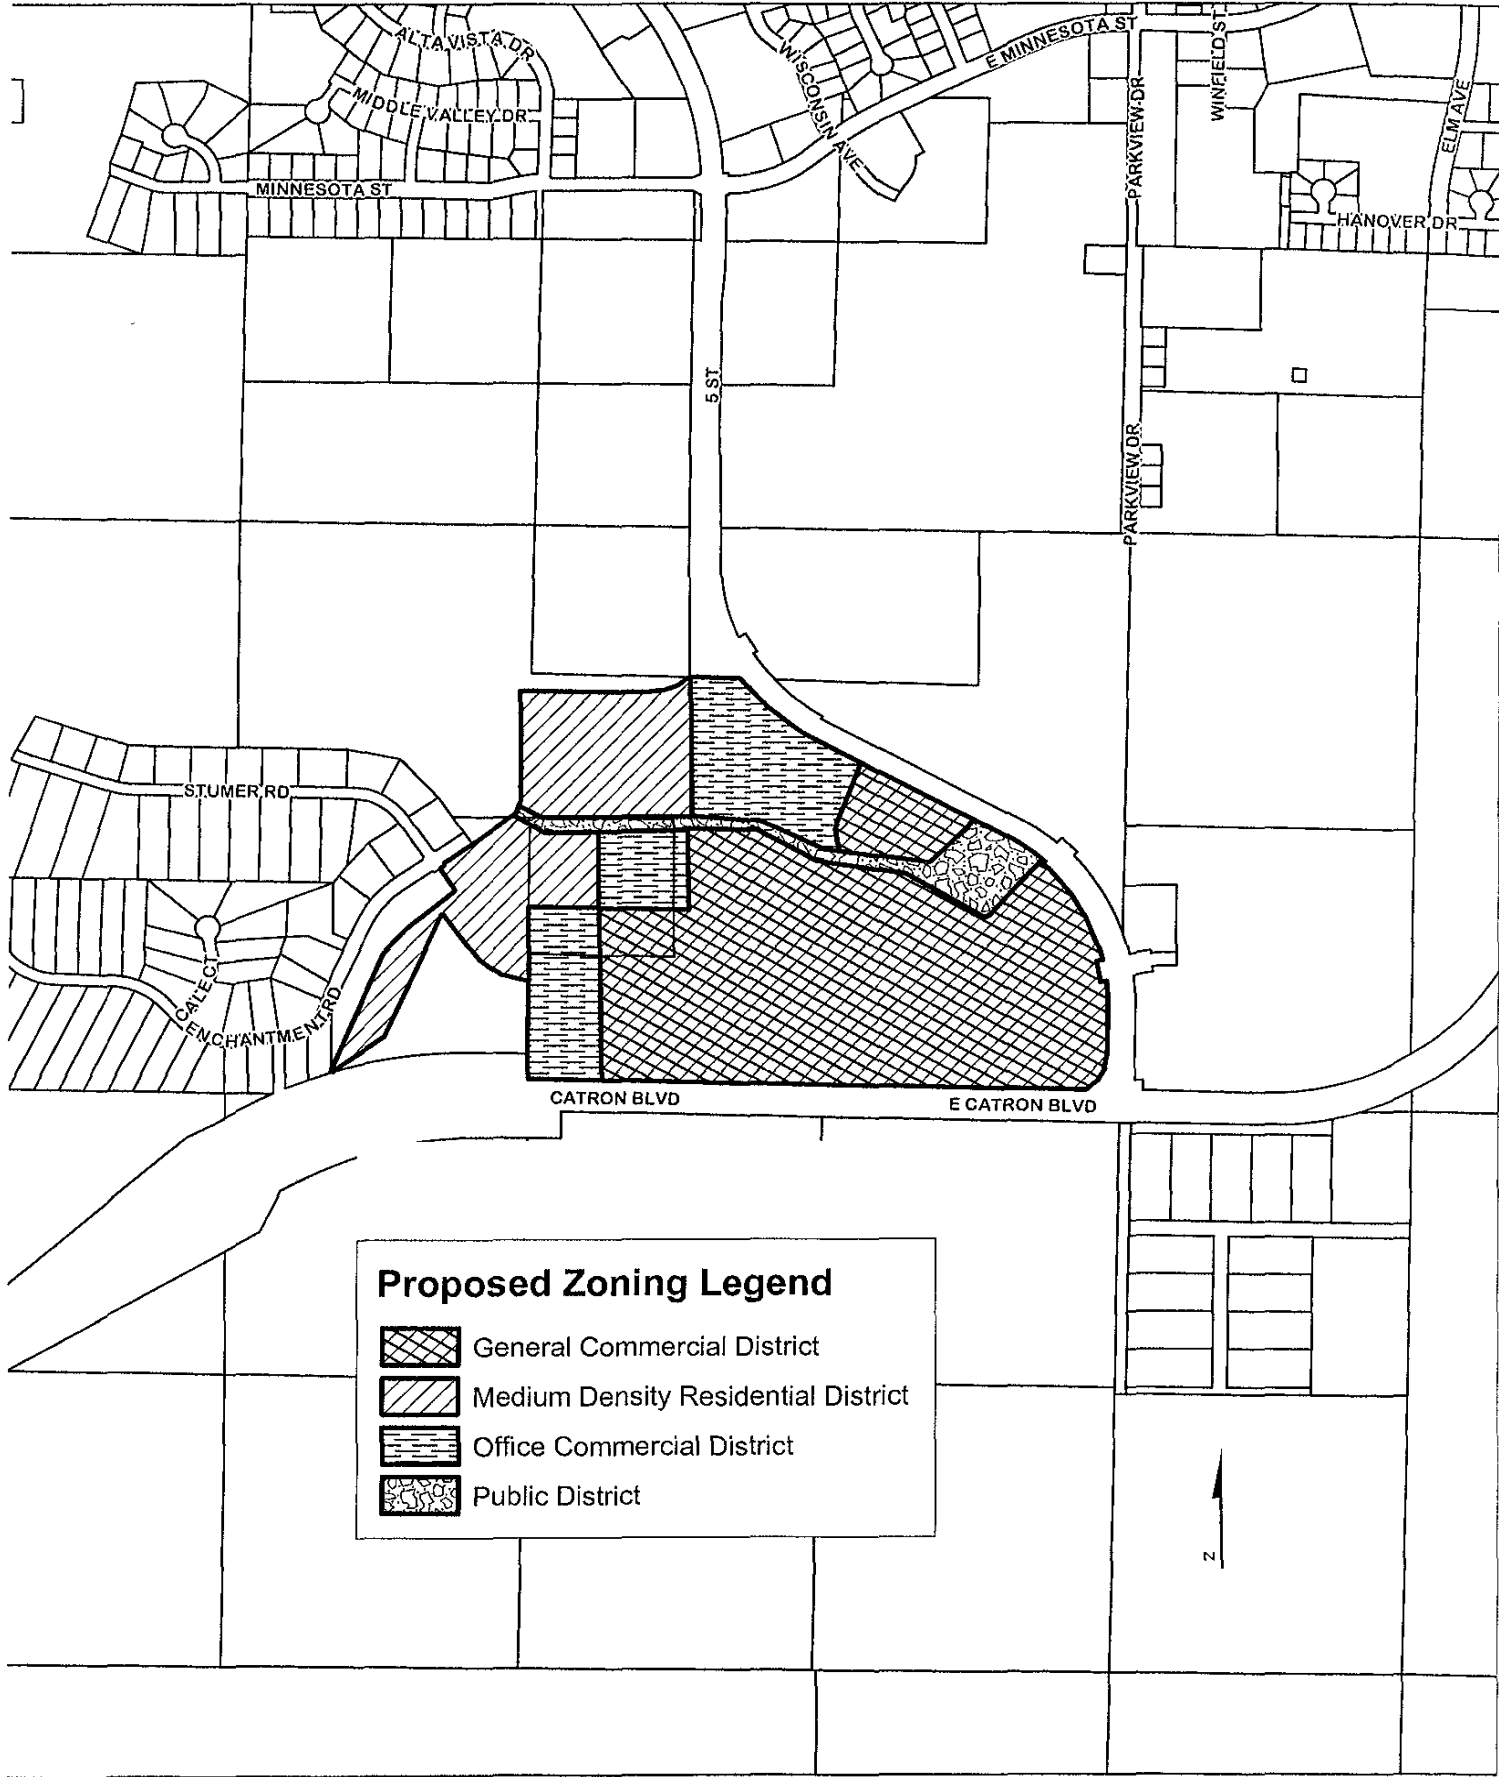 ALTA VISTA DR
MIDDLE VALLEY DR
MINNESOTA ST
WISCONSIN AVE
E MINNESOTA ST
PARKVIEW DR
WINFIELD ST
ELM AVE
HANOVER DR
5 ST
PARKVIEW DR
STUMER RD
CALLE CT
ENCHANTMENT RD
CATRON BLVD
E CATRON BLVD
Proposed Zoning Legend
General Commercial District
Medium Density Residential District
Office Commercial District
Public District
N